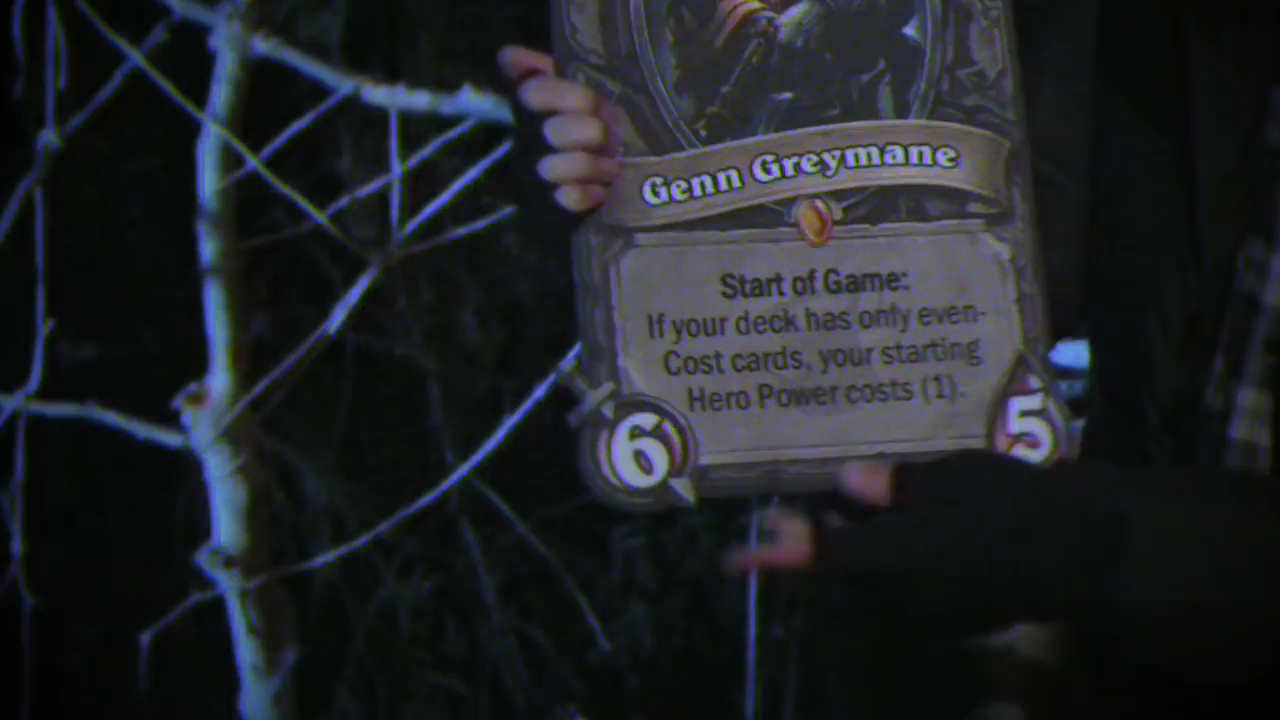 Genn Greymane
Start of Game:
If your deck has only even-
Cost cards, your starting
Hero Power costs (1).
6
5